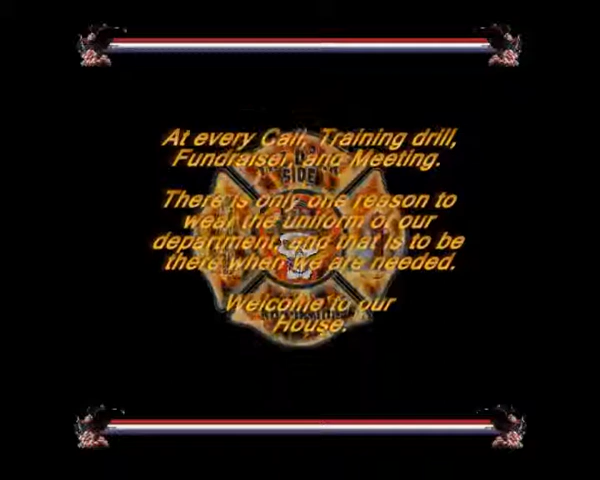 At every Call, Training drill,
Fundraiser, and Meeting.
There is only one reason to
wear the uniform of our
department, and that is to be
there when we are needed.
Welcome to our
House.
SIDE